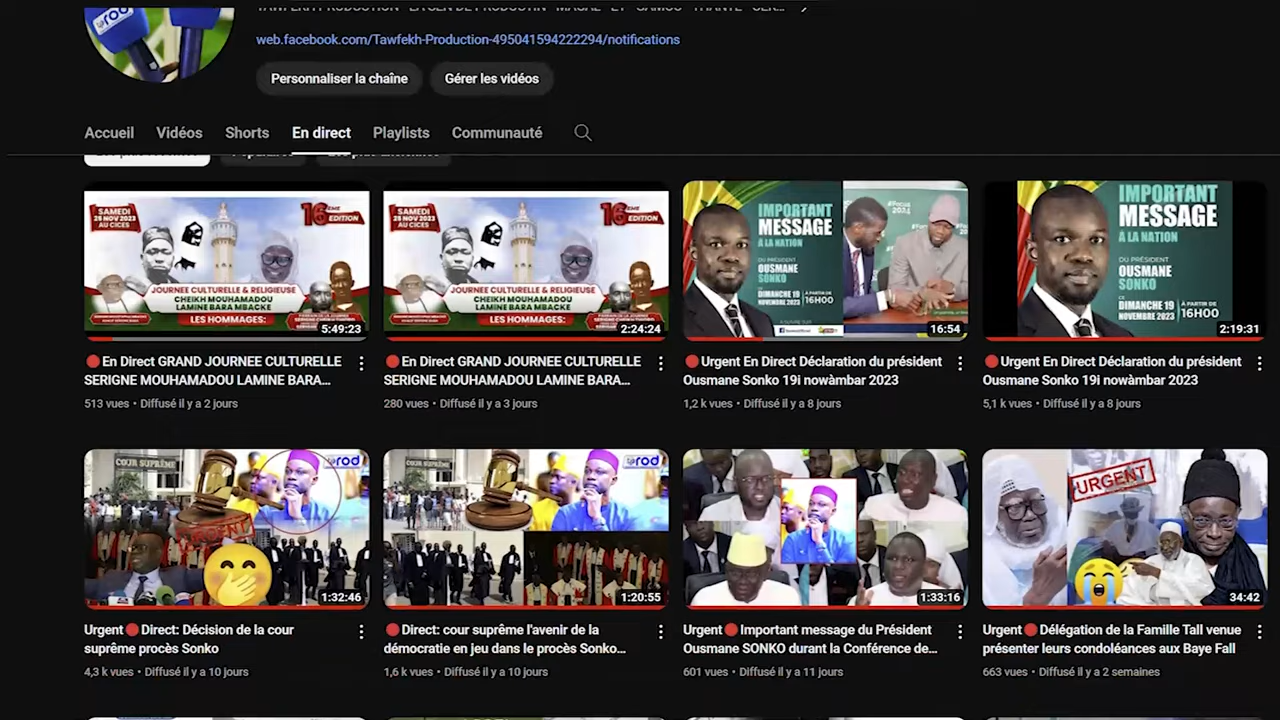 rod
TAWFEKH PRODUCTION
web.facebook.com/Tawfekh-Production-495041594222294/notifications
Personnaliser la chaîne
Gérer les vidéos
Accueil Vidéos Shorts En direct Playlists Communauté
SAMEDI
25 NOV 2023
AU CICES
16EME
EDITION
JOURNEE CULTURELLE & RELIGIEUSE
CHEIKH MOUHAMADOU
LAMINE BARA MBACKE
LES HOMMAGES:
5:49:23
SAMEDI
25 NOV 2023
AU CICES
16EME
EDITION
JOURNEE CULTURELLE & RELIGIEUSE
CHEIKH MOUHAMADOU
LAMINE BARA MBACKE
LES HOMMAGES:
2:24:24
IMPORTANT
MESSAGE
À LA NATION
DU PRÉSIDENT
OUSMANE
SONKO
DIMANCHE 19
NOVEMBRE 2023
À PARTIR DE
16H00
#Focus
2024
16:54
IMPORTANT
MESSAGE
À LA NATION
DU PRÉSIDENT
OUSMANE
SONKO
CE
DIMANCHE 19
NOVEMBRE 2023
À PARTIR DE
16H00
2:19:31
🔴En Direct GRAND JOURNEE CULTURELLE
SERIGNE MOUHAMADOU LAMINE BARA...
513 vues • Diffusé il y a 2 jours
🔴En Direct GRAND JOURNEE CULTURELLE
SERIGNE MOUHAMADOU LAMINE BARA...
280 vues • Diffusé il y a 3 jours
🔴Urgent En Direct Déclaration du président
Ousmane Sonko 19i nowàmbar 2023
1,2 k vues • Diffusé il y a 8 jours
🔴Urgent En Direct Déclaration du président
Ousmane Sonko 19i nowàmbar 2023
5,1 k vues • Diffusé il y a 8 jours
COUR SUPRÊME
rod
URGENT
1:32:46
COUR SUPRÊME
rod
1:20:55
1:33:16
URGENT
34:42
Urgent🔴Direct: Décision de la cour
suprême procès Sonko
4,3 k vues • Diffusé il y a 10 jours
🔴Direct: cour suprême l'avenir de la
démocratie en jeu dans le procès Sonko...
1,6 k vues • Diffusé il y a 10 jours
Urgent🔴Important message du Président
Ousmane SONKO durant la Conférence de...
601 vues • Diffusé il y a 11 jours
Urgent🔴Délégation de la Famille Tall venue
présenter leurs condoléances aux Baye Fall
663 vues • Diffusé il y a 2 semaines